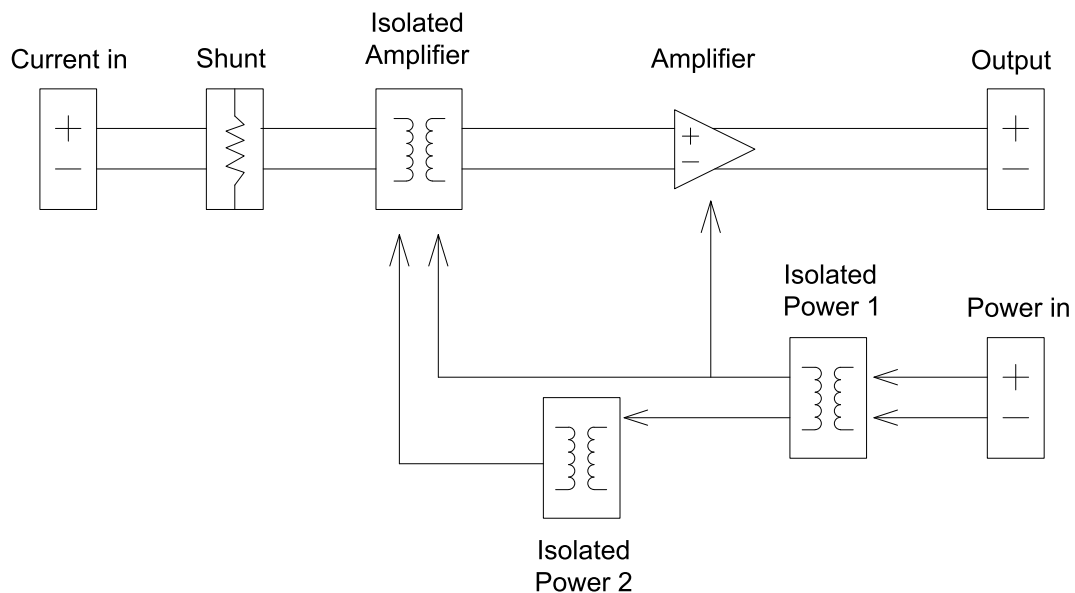 Current in
Shunt
Isolated
Amplifier
Amplifier
Output
Isolated
Power 1
Power in
Isolated
Power 2